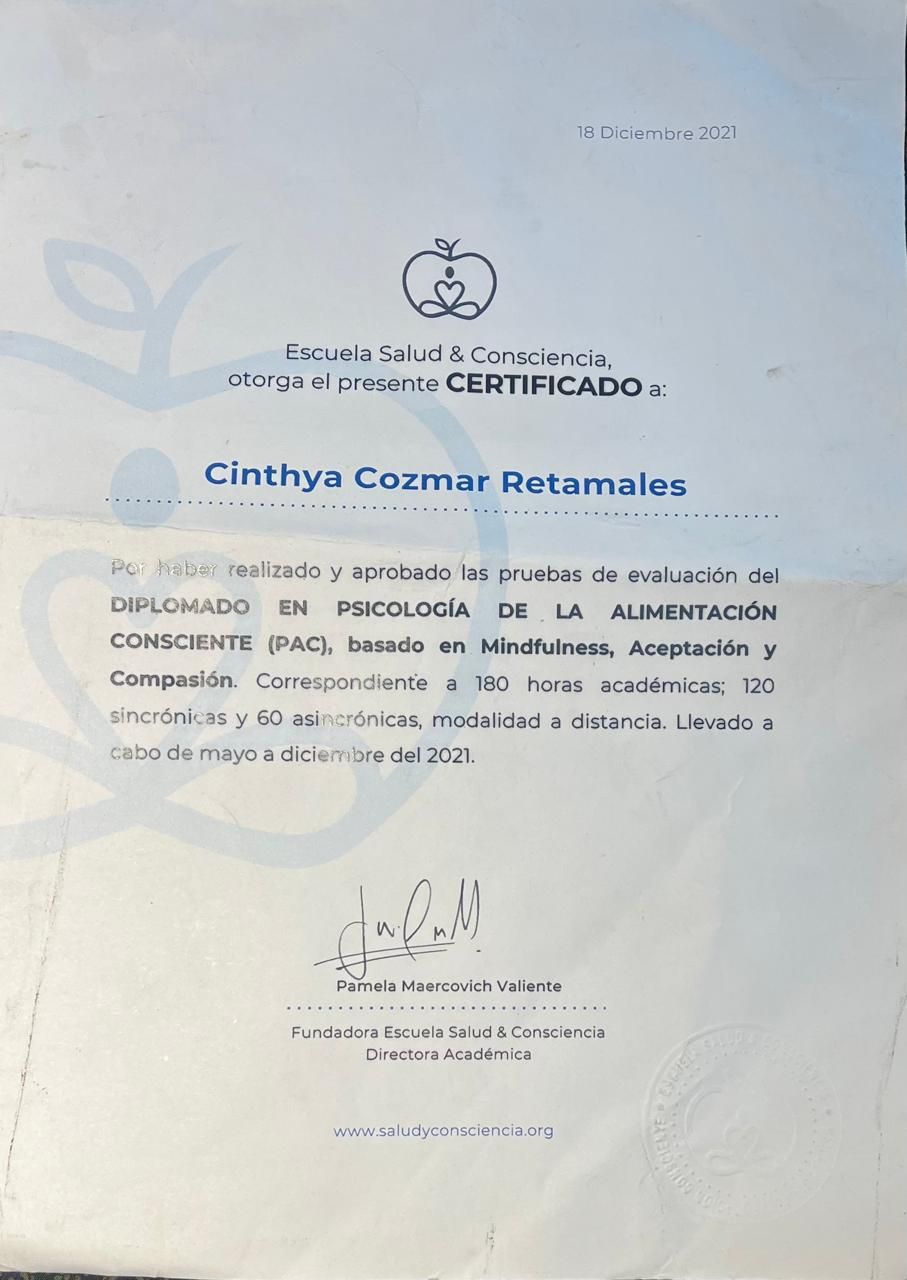 18 Diciembre 2021
Escuela Salud & Consciencia,
otorga el presente CERTIFICADO a:
Cinthya Cozmar Retamales
Por haber realizado y aprobado las pruebas de evaluación del
DIPLOMADO EN PSICOLOGÍA DE LA ALIMENTACIÓN
CONSCIENTE (PAC), basado en Mindfulness, Aceptación y
Compasión. Correspondiente a 180 horas académicas; 120
sincrónicas y 60 asincrónicas, modalidad a distancia. Llevado a
cabo de mayo a diciembre del 2021.
Pamela Maercovich Valiente
Fundadora Escuela Salud & Consciencia
Directora Académica
www.saludyconsciencia.org
ESCUELA SALUD &